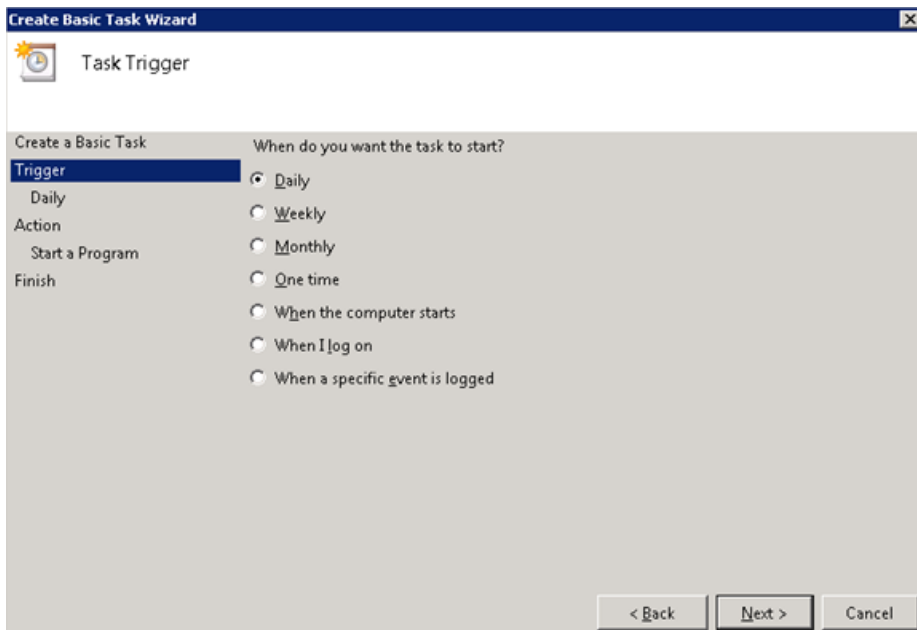 Create Basic Task Wizard
Task Trigger
Create a Basic Task
Trigger
Daily
Action
Start a Program
Finish
When do you want the task to start?
Daily
Weekly
Monthly
One time
When the computer starts
When I log on
When a specific event is logged
< Back
Next >
Cancel